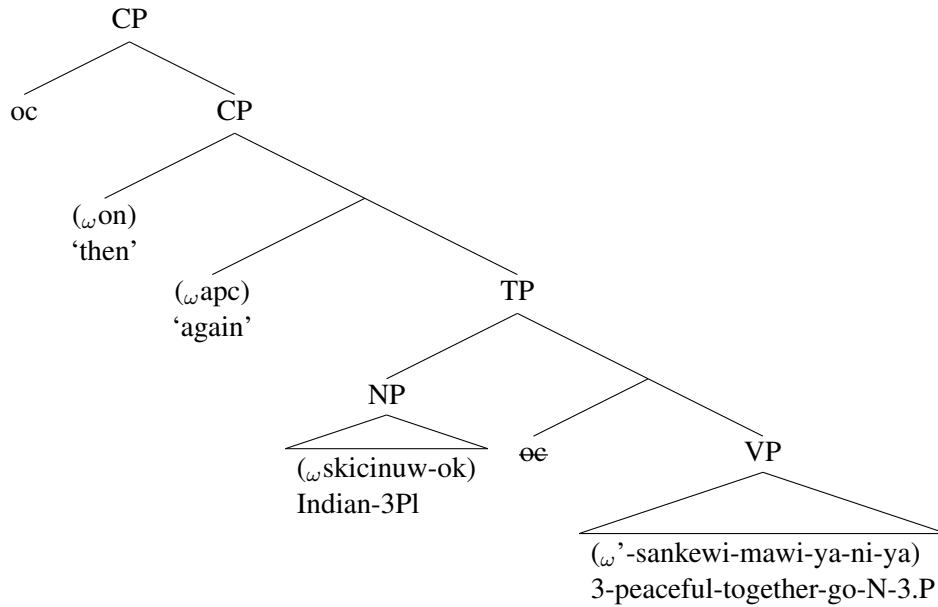 CP
oc CP
(ωon)
‘then’
(ωapc) TP
‘again’
NP
oc VP
(ωskicinuw-ok)
Indian-3Pl
(ω’-sankewi-mawi-ya-ni-ya)
3-peaceful-together-go-N-3.P